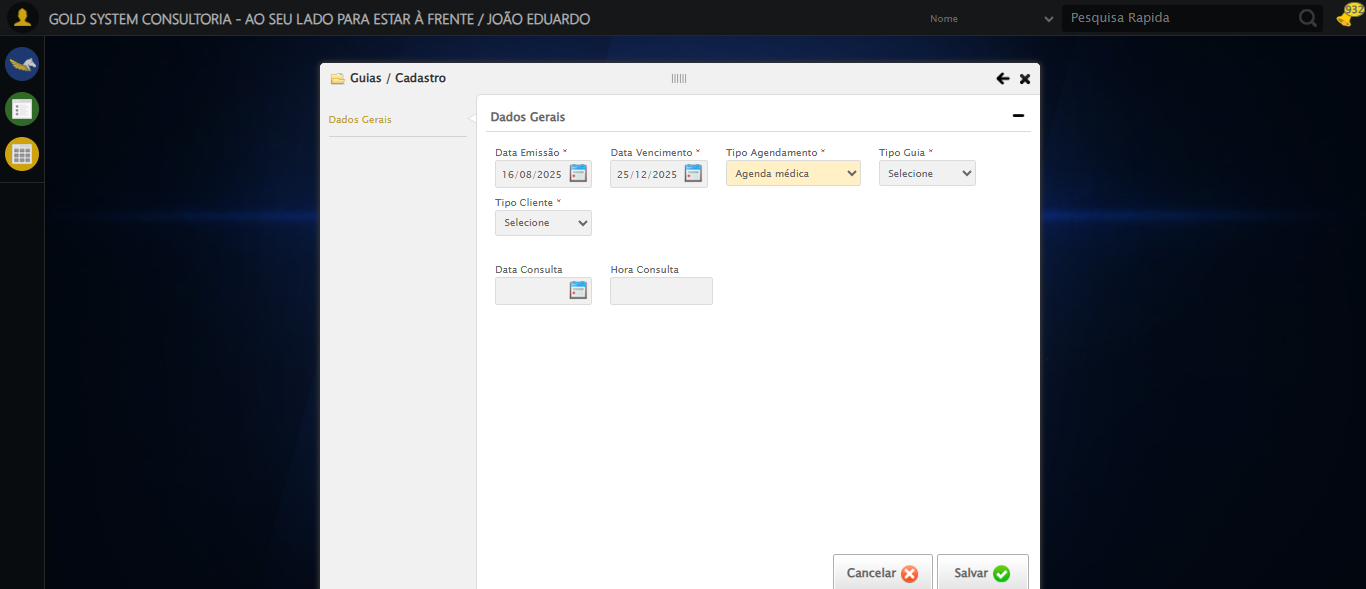 GOLD SYSTEM CONSULTORIA - AO SEU LADO PARA ESTAR À FRENTE / JOÃO EDUARDO
Nome
Pesquisa Rapida
932
Guias / Cadastro
Dados Gerais
Dados Gerais
Data Emissão * Data Vencimento * Tipo Agendamento * Tipo Guia *
16/08/2025 25/12/2025 Agenda médica Selecione
Tipo Cliente *
Selecione
Data Consulta Hora Consulta
Cancelar Salvar